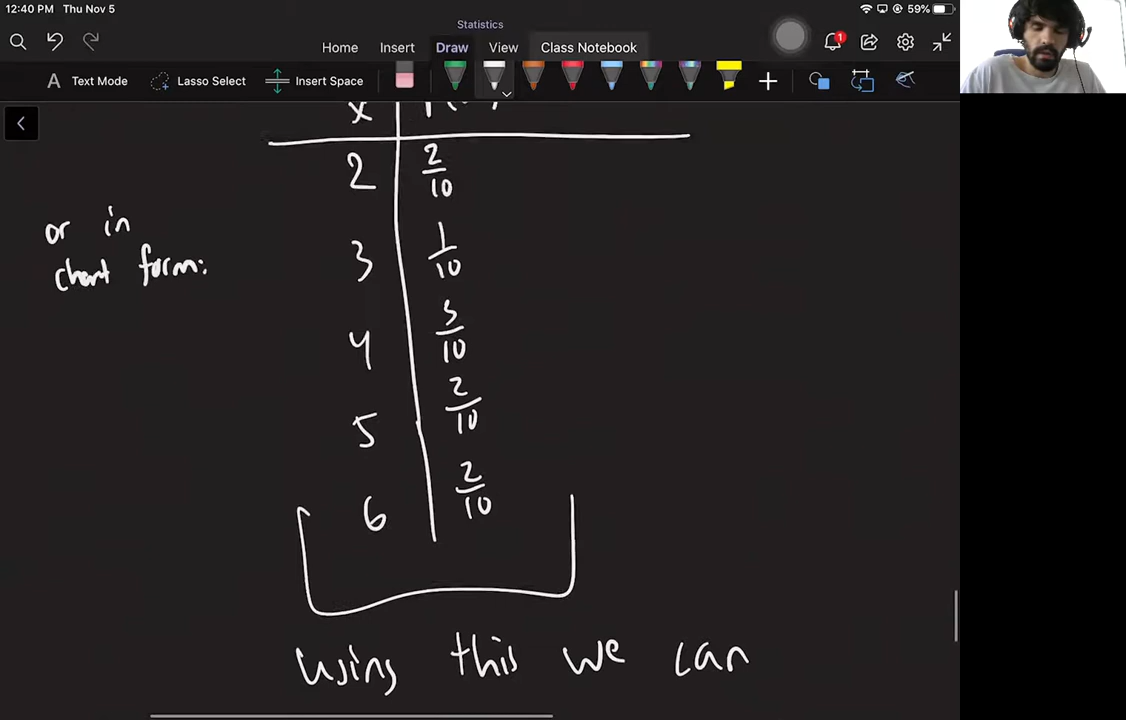 12:40 PM Thu Nov 5
59%
Statistics
Home Insert Draw View Class Notebook
1
Text Mode Lasso Select Insert Space
x
2 2/10
3 1/10
4 3/10
5 2/10
6 2/10
or in
chart form:
using this we can